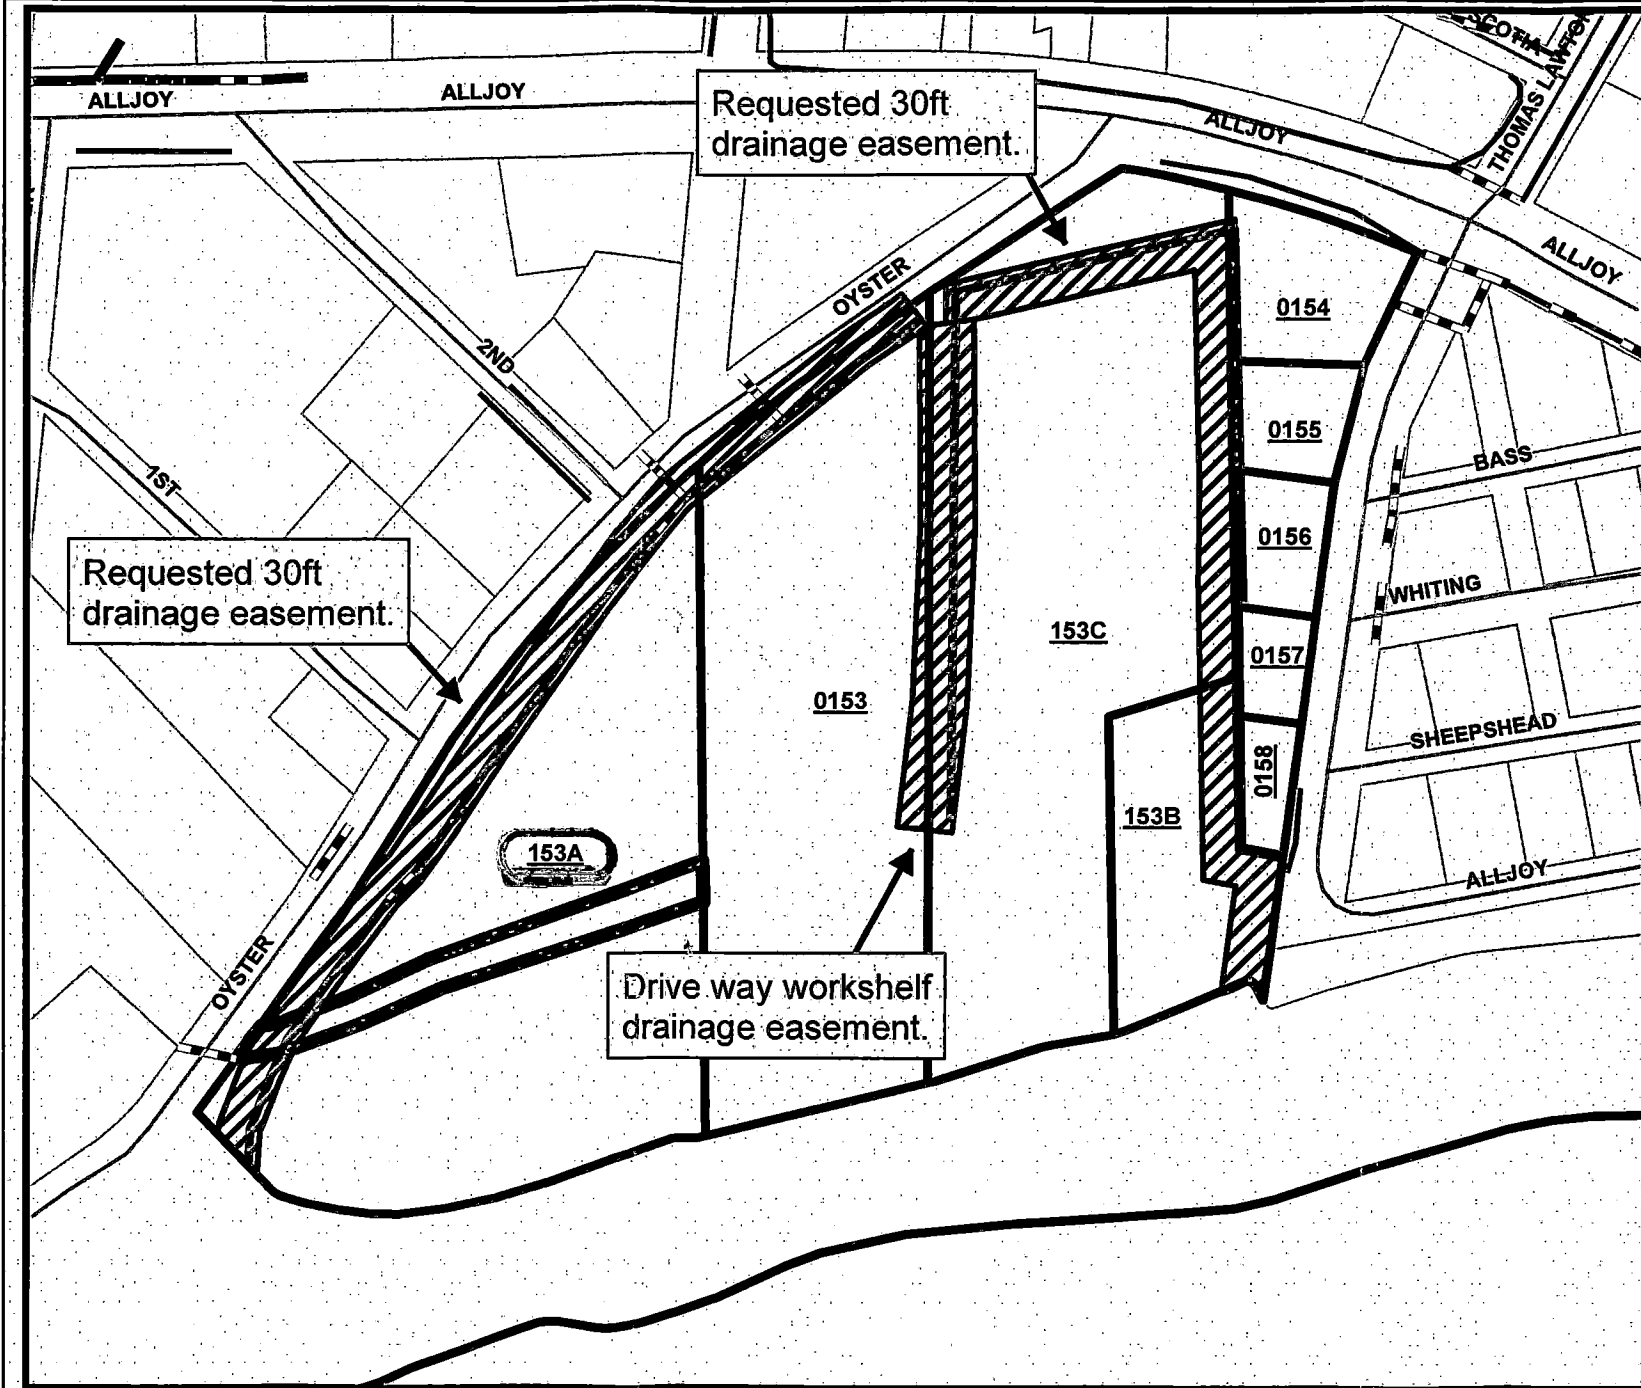 SCOTIA
THOMAS LAWTON
ALLJOY
ALLJOY
Requested 30ft
drainage easement.
ALLJOY
ALLJOY
OYSTER
0154
2ND
0155
BASS
1ST
0156
WHITING
Requested 30ft
drainage easement.
153C
0157
0153
SHEEPSHEAD
0158
153B
153A
ALLJOY
OYSTER
Drive way workshelf
drainage easement.